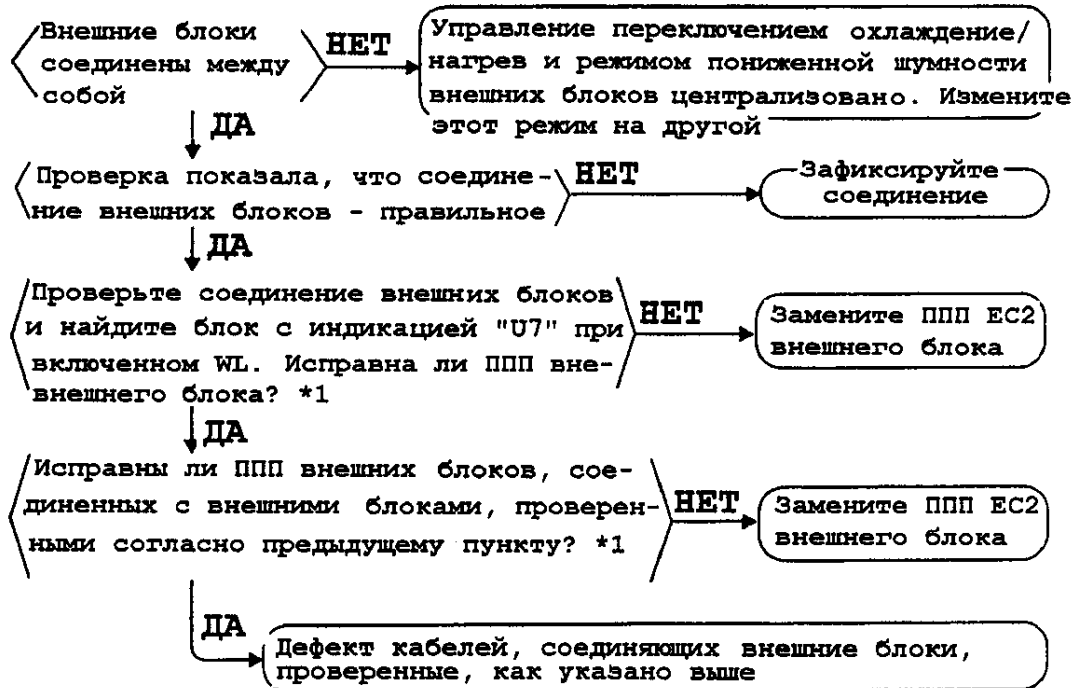 Внешние блоки
соединены между
собой
НЕТ
Управление переключением охлаждение/
нагрев и режимом пониженной шумности
внешних блоков централизовано. Измените
этот режим на другой
ДА
Проверка показала, что соедине-
ние внешних блоков - правильное
НЕТ
Зафиксируйте
соединение
ДА
Проверьте соединение внешних блоков
и найдите блок с индикацией "U7" при
включенном WL. Исправна ли ППП вне-
внешнего блока? *1
НЕТ
Замените ППП EC2
внешнего блока
ДА
Исправны ли ППП внешних блоков, сое-
диненных с внешними блоками, проверен-
ными согласно предыдущему пункту? *1
НЕТ
Замените ППП EC2
внешнего блока
ДА
Дефект кабелей, соединяющих внешние блоки,
проверенные, как указано выше